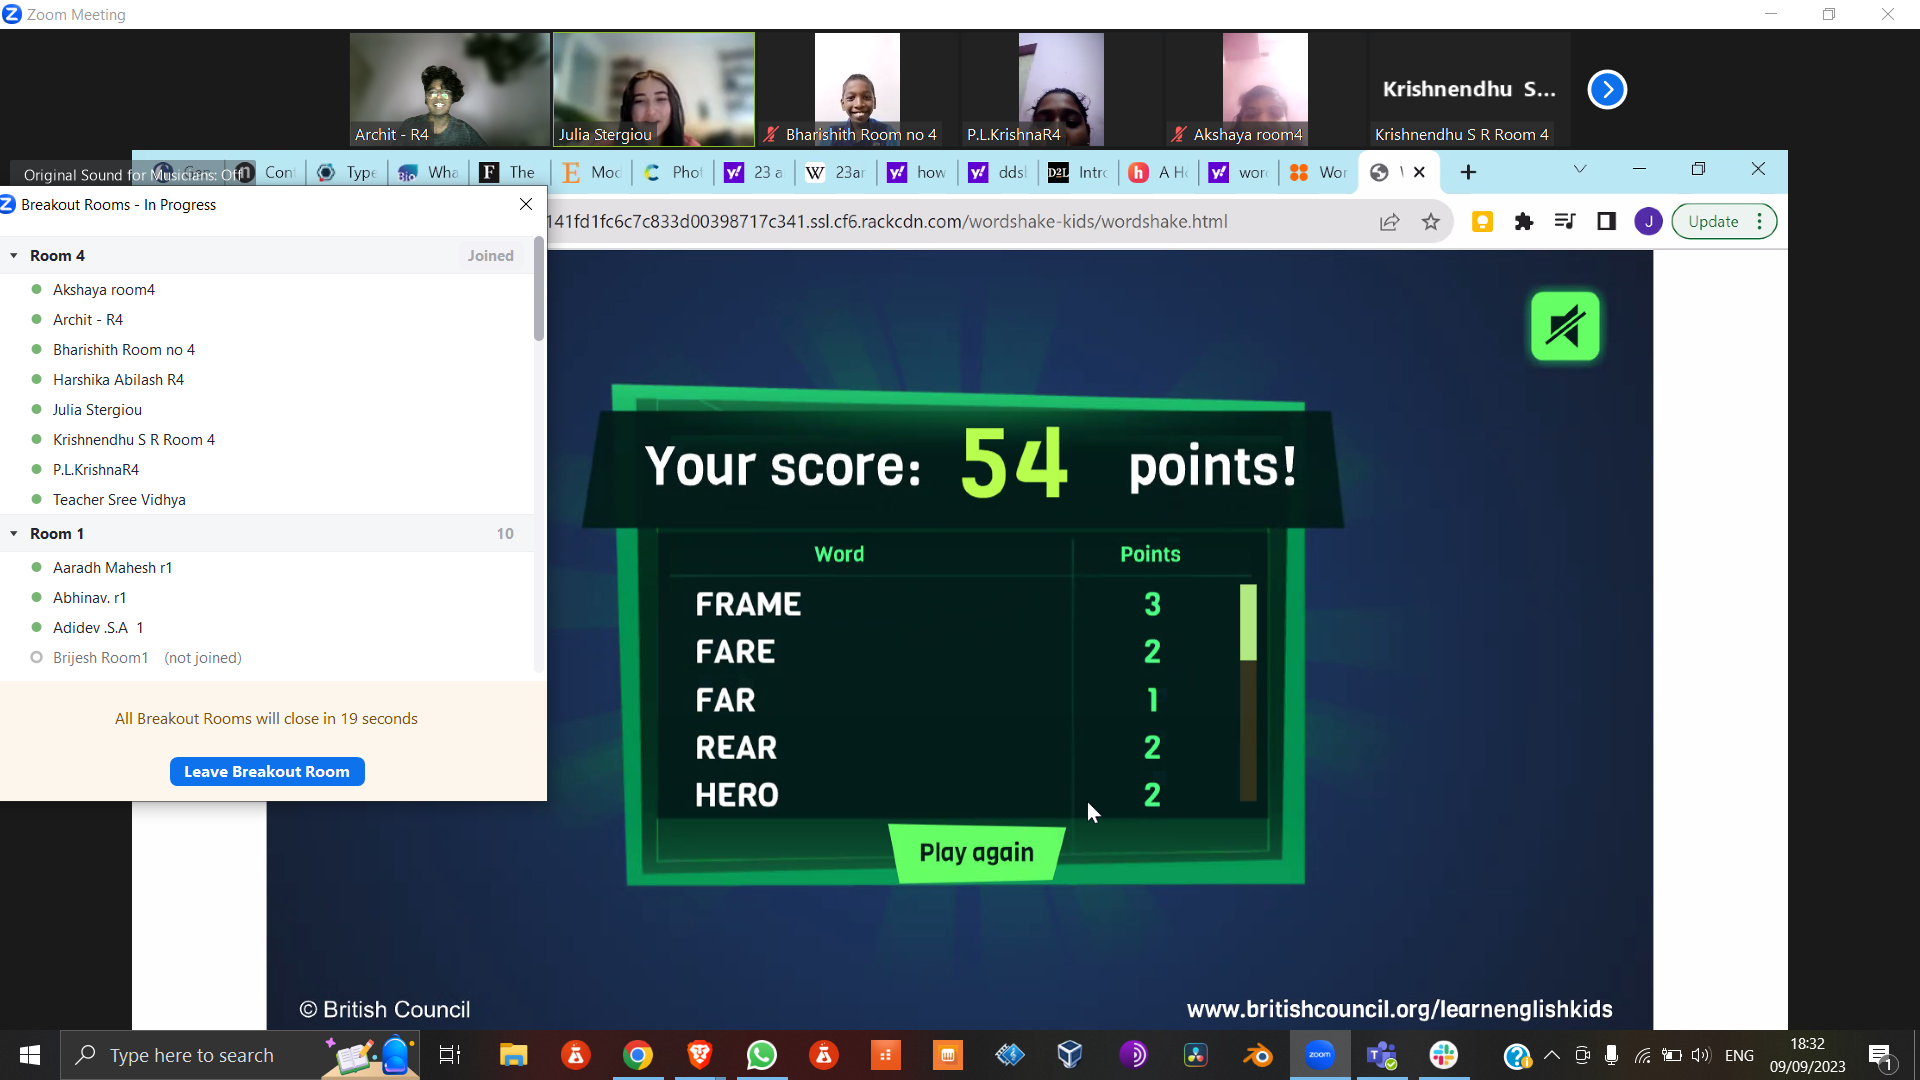 Zoom Meeting
Archit - R4
Julia Stergiou
Bharishith Room no 4
P.L.KrishnaR4
Akshaya room4
Krishnendhu S...
Krishnendhu S R Room 4
Original Sound for Musicians: Off
Con
Type
Wha
The
Moc
Phot
23 a
23ar
how
dds
Intro
A He
wor
Wor
Breakout Rooms - In Progress
141fd1fc6c7c833d00398717c341.ssl.cf6.rackcdn.com/wordshake-kids/wordshake.html
J
Update
Room 4 Joined
Akshaya room4
Archit - R4
Bharishith Room no 4
Harshika Abilash R4
Julia Stergiou
Krishnendhu S R Room 4
P.L.KrishnaR4
Teacher Sree Vidhya
Room 1 10
Aaradh Mahesh r1
Abhinav. r1
Adidev .S.A 1
Brijesh Room1 (not joined)
All Breakout Rooms will close in 19 seconds
Leave Breakout Room
Your score: 54 points!
Word Points
FRAME 3
FARE 2
FAR 1
REAR 2
HERO 2
Play again
© British Council
www.britishcouncil.org/learnenglishkids
Type here to search
zoom
ENG
18:32
09/09/2023
1